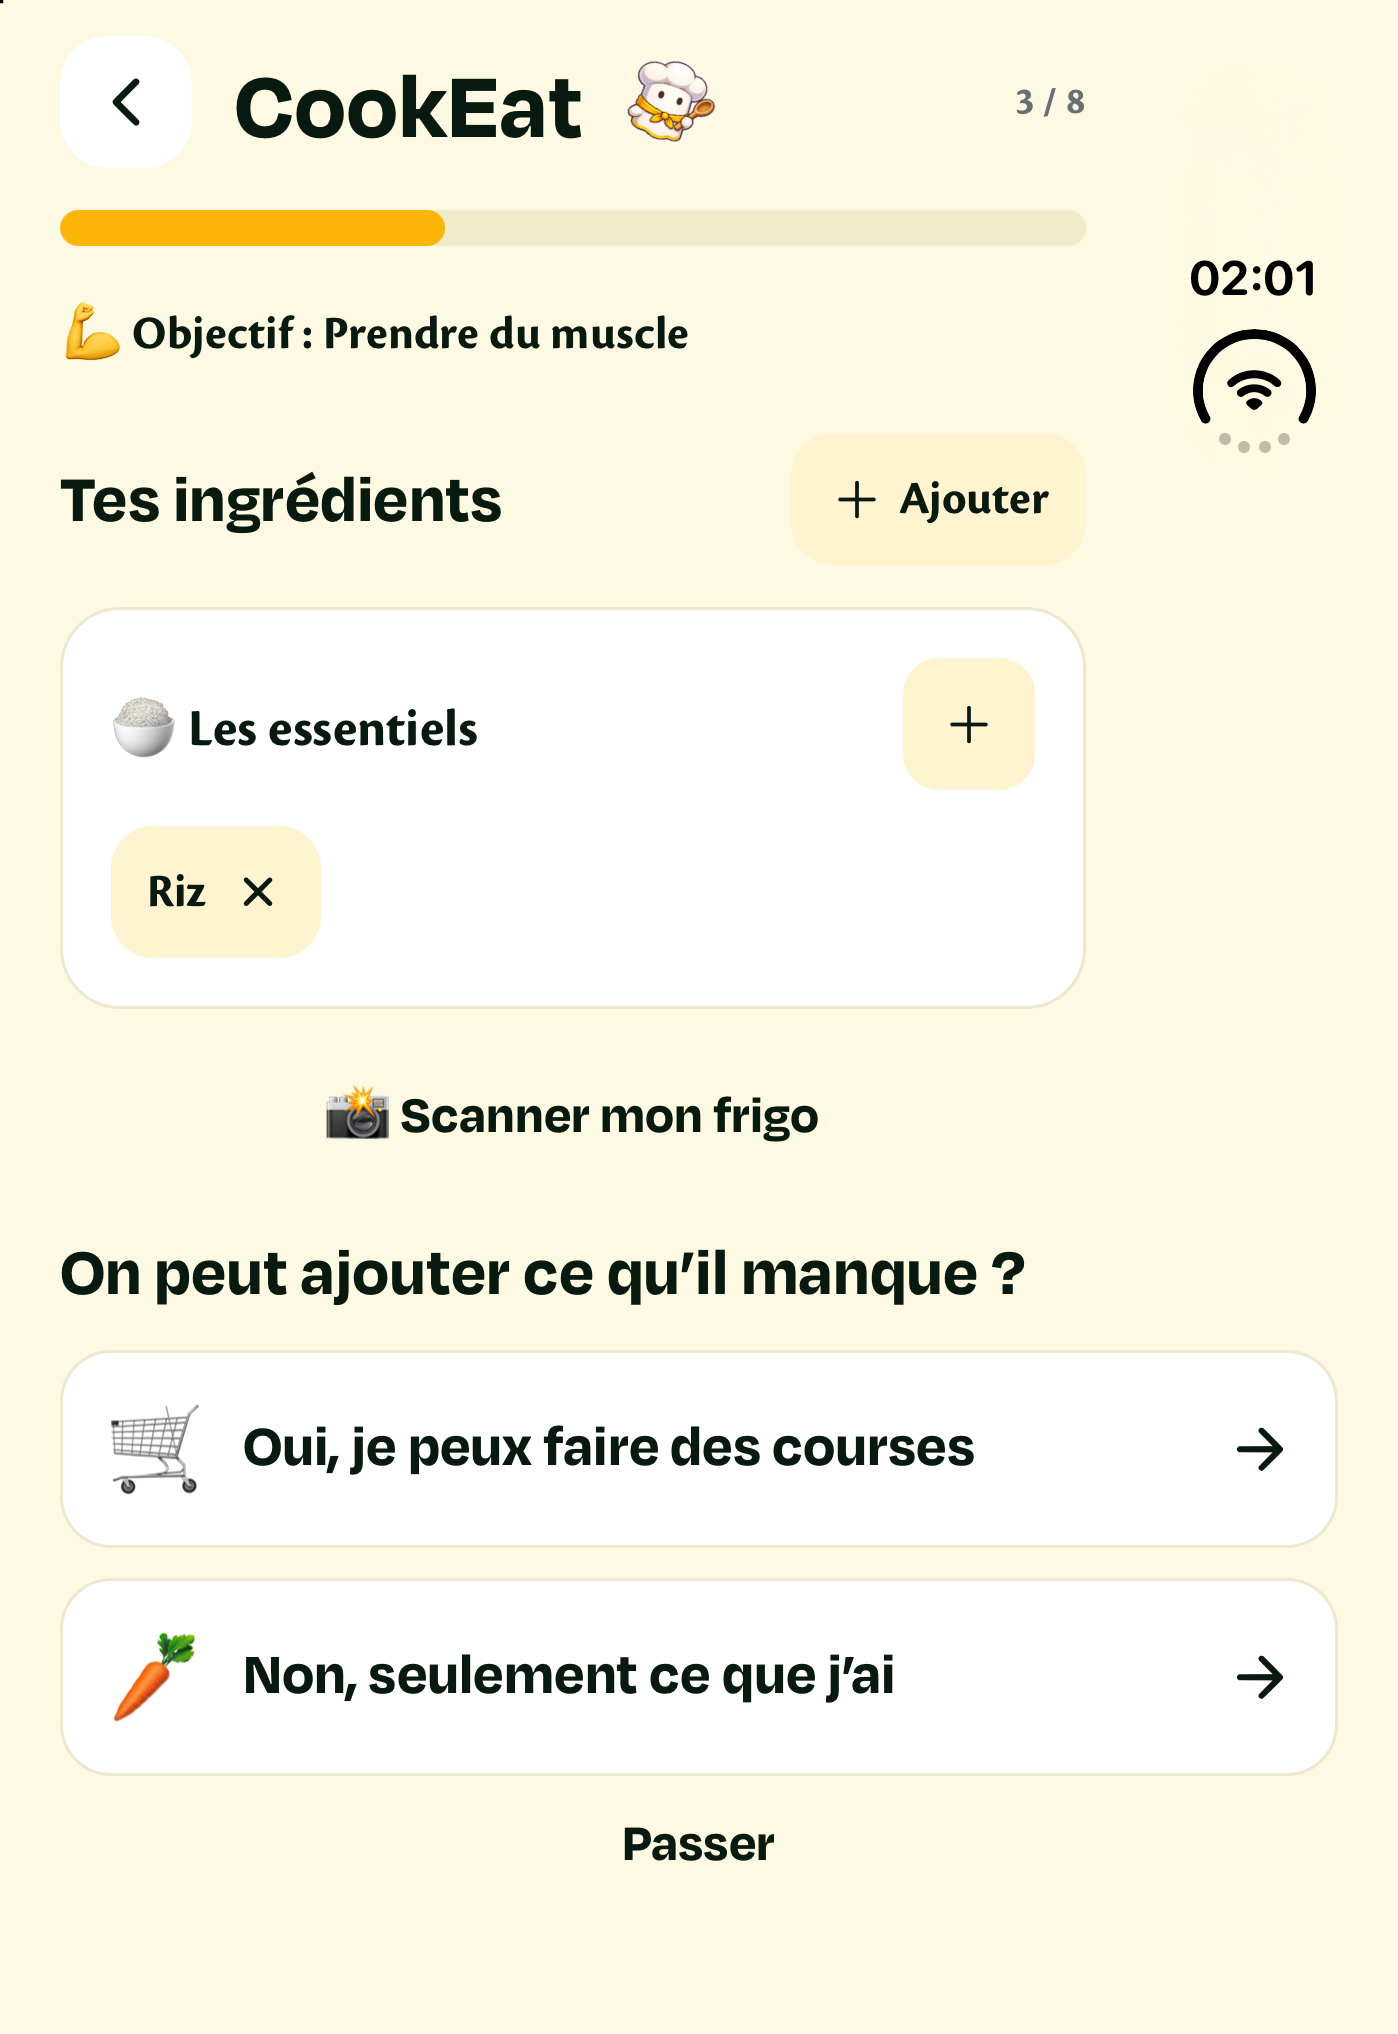 CookEat
3 / 8
02:01
Objectif : Prendre du muscle
Tes ingrédients
Ajouter
Les essentiels
Riz
Scanner mon frigo
On peut ajouter ce qu’il manque ?
Oui, je peux faire des courses
Non, seulement ce que j’ai
Passer